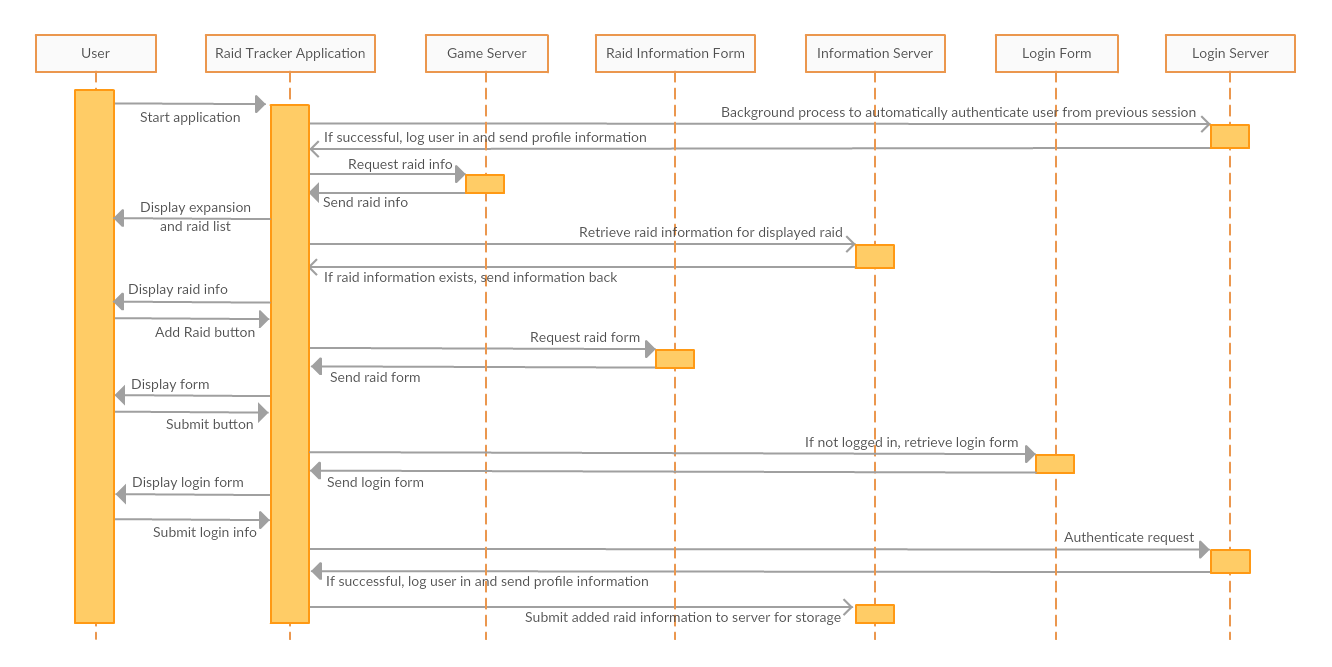 User
Raid Tracker Application
Game Server
Raid Information Form
Information Server
Login Form
Login Server
Start application
Background process to automatically authenticate user from previous session
If successful, log user in and send profile information
Request raid info
Send raid info
Display expansion
and raid list
Retrieve raid information for displayed raid
If raid information exists, send information back
Display raid info
Add Raid button
Request raid form
Send raid form
Display form
Submit button
If not logged in, retrieve login form
Send login form
Display login form
Submit login info
Authenticate request
If successful, log user in and send profile information
Submit added raid information to server for storage